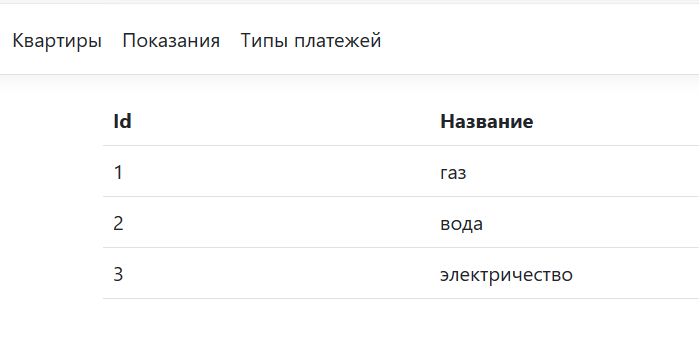 Квартиры Показания Типы платежей
Id Название
1 газ
2 вода
3 электричество